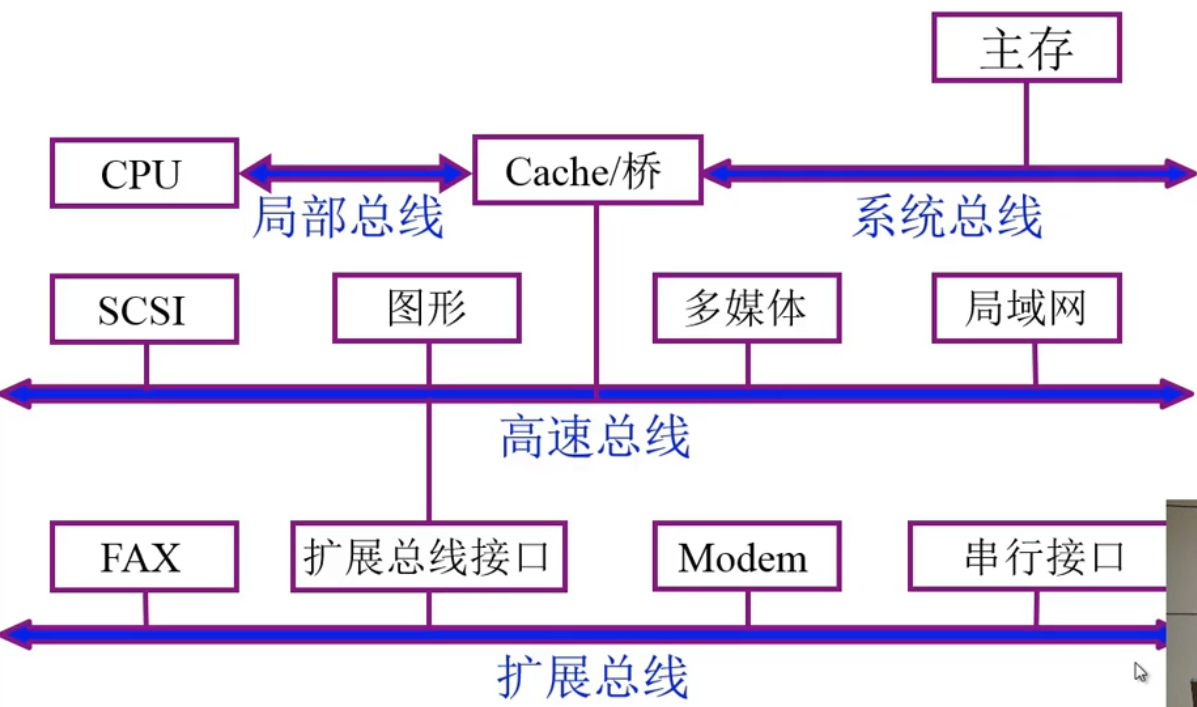 主存
CPU
Cache/桥
局部总线
系统总线
SCSI
图形
多媒体
局域网
高速总线
FAX
扩展总线接口
Modem
串行接口
扩展总线